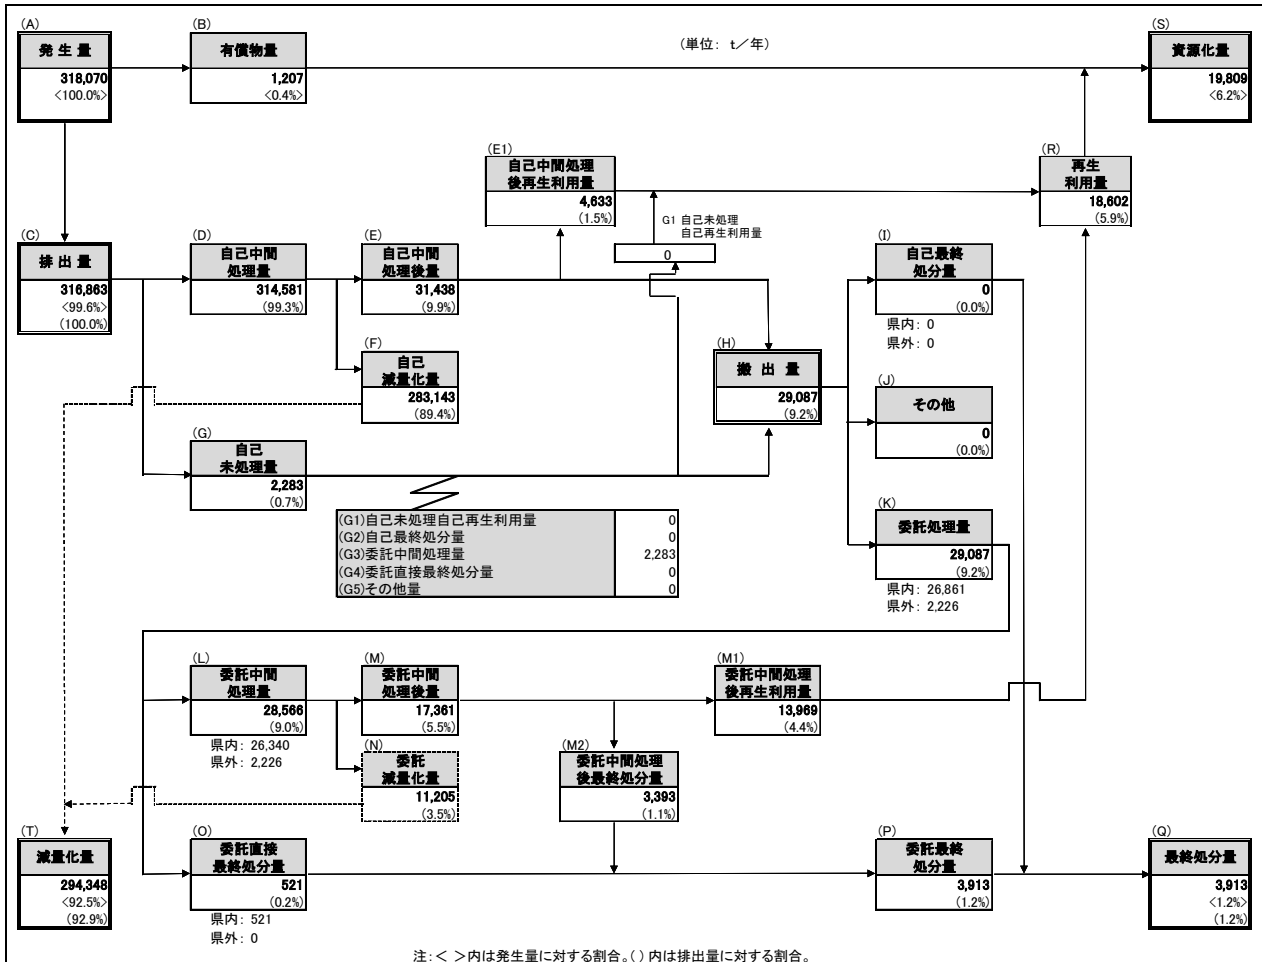 (A)
発 生 量
318,070
<100.0%>
(B)
有償物量
1,207
<0.4%>
(単位: t/年)
(S)
資源化量
19,809
<6.2%>
(E1)
自己中間処理
後再生利用量
4,633
(1.5%)
G1 自己未処理
自己再生利用量
0
(R)
再生
利用量
18,602
(5.9%)
(C)
排 出 量
316,863
<99.6%>
(100.0%)
(D)
自己中間
処理量
314,581
(99.3%)
(E)
自己中間
処理後量
31,438
(9.9%)
(F)
自己
減量化量
283,143
(89.4%)
(G)
自己
未処理量
2,283
(0.7%)
(G1)自己未処理自己再生利用量 0
(G2)自己最終処分量 0
(G3)委託中間処理量 2,283
(G4)委託直接最終処分量 0
(G5)その他量 0
(H)
搬 出 量
29,087
(9.2%)
(I)
自己最終
処分量
0
(0.0%)
県内: 0
県外: 0
(J)
その他
0
(0.0%)
(K)
委託処理量
29,087
(9.2%)
県内: 26,861
県外: 2,226
(L)
委託中間
処理量
28,566
(9.0%)
県内: 26,340
県外: 2,226
(M)
委託中間
処理後量
17,361
(5.5%)
(N)
委託
減量化量
11,205
(3.5%)
(M1)
委託中間処理
後再生利用量
13,969
(4.4%)
(M2)
委託中間処理
後最終処分量
3,393
(1.1%)
(T)
減量化量
294,348
<92.5%>
(92.9%)
(O)
委託直接
最終処分量
521
(0.2%)
県内: 521
県外: 0
(P)
委託最終
処分量
3,913
(1.2%)
(Q)
最終処分量
3,913
<1.2%>
(1.2%)
注:< >内は発生量に対する割合。( )内は排出量に対する割合。